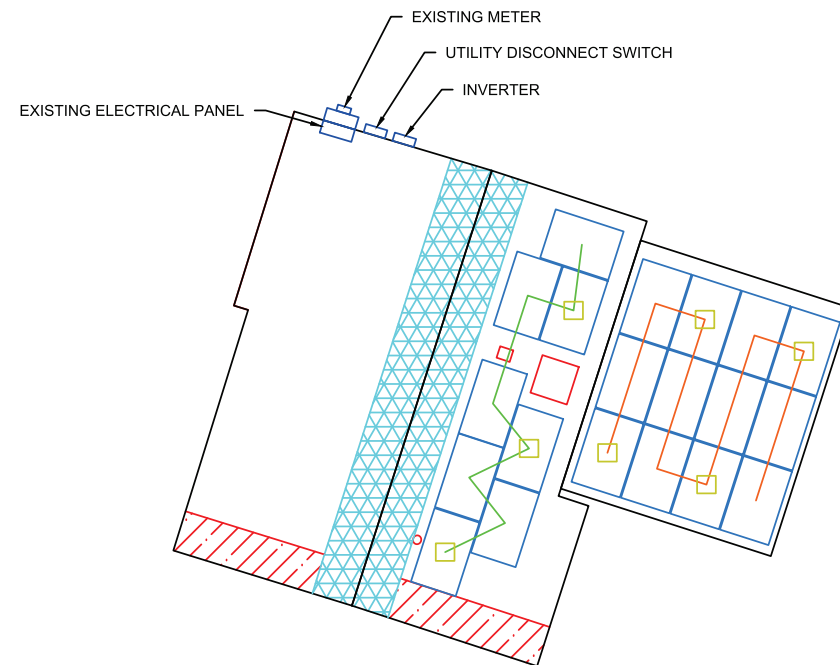 EXISTING METER
UTILITY DISCONNECT SWITCH
INVERTER
EXISTING ELECTRICAL PANEL